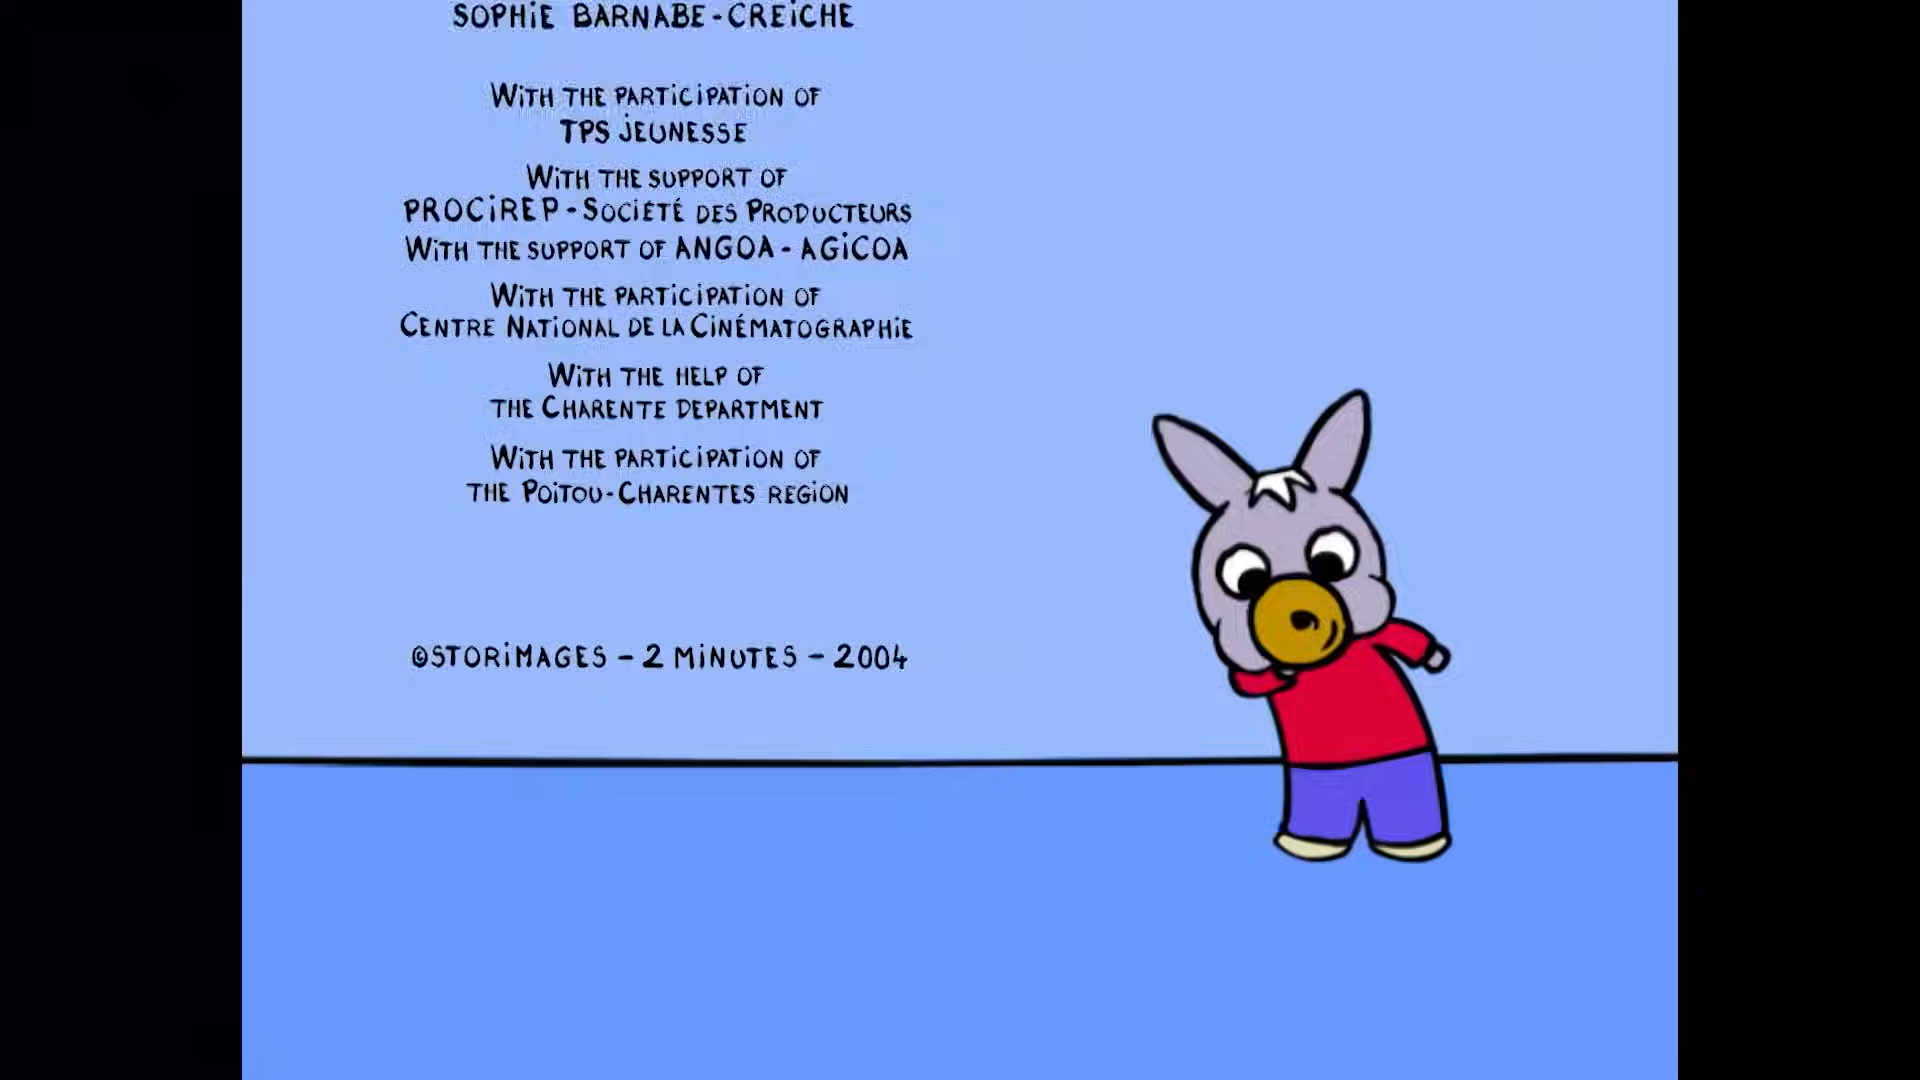 SOPHiE BARNABE-CREiCHE
WiTH THE PARTiCiPATiON OF
TPS JEUNESSE
WiTH THE SUPPORT OF
PROCiREP-SOCiÉTÉ DES PRODUCTEURS
WiTH THE SUPPORT OF ANGOA-AGiCOA
WiTH THE PARTiCiPATiON OF
CENTRE NATiONAL DE LA CiNÉMATOGRAPHiE
WiTH THE HELP OF
THE CHARENTE DEPARTMENT
WiTH THE PARTiCiPATiON OF
THE POiTOU-CHARENTES REGiON
©STORiMAGES - 2 MiNUTES - 2004